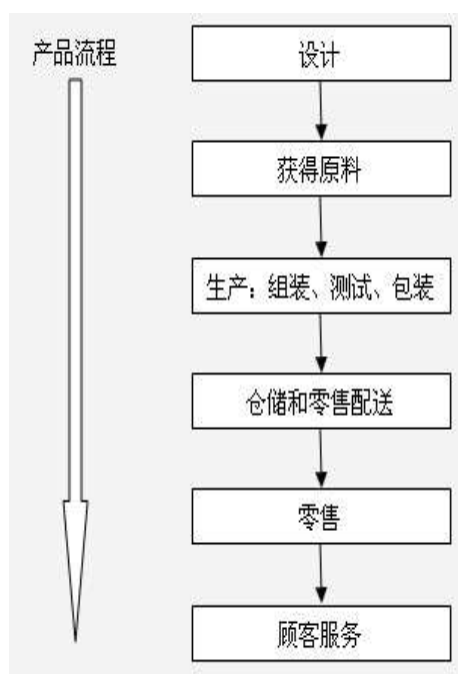 产品流程
设计
获得原料
生产：组装、测试、包装
仓储和零售配送
零售
顾客服务